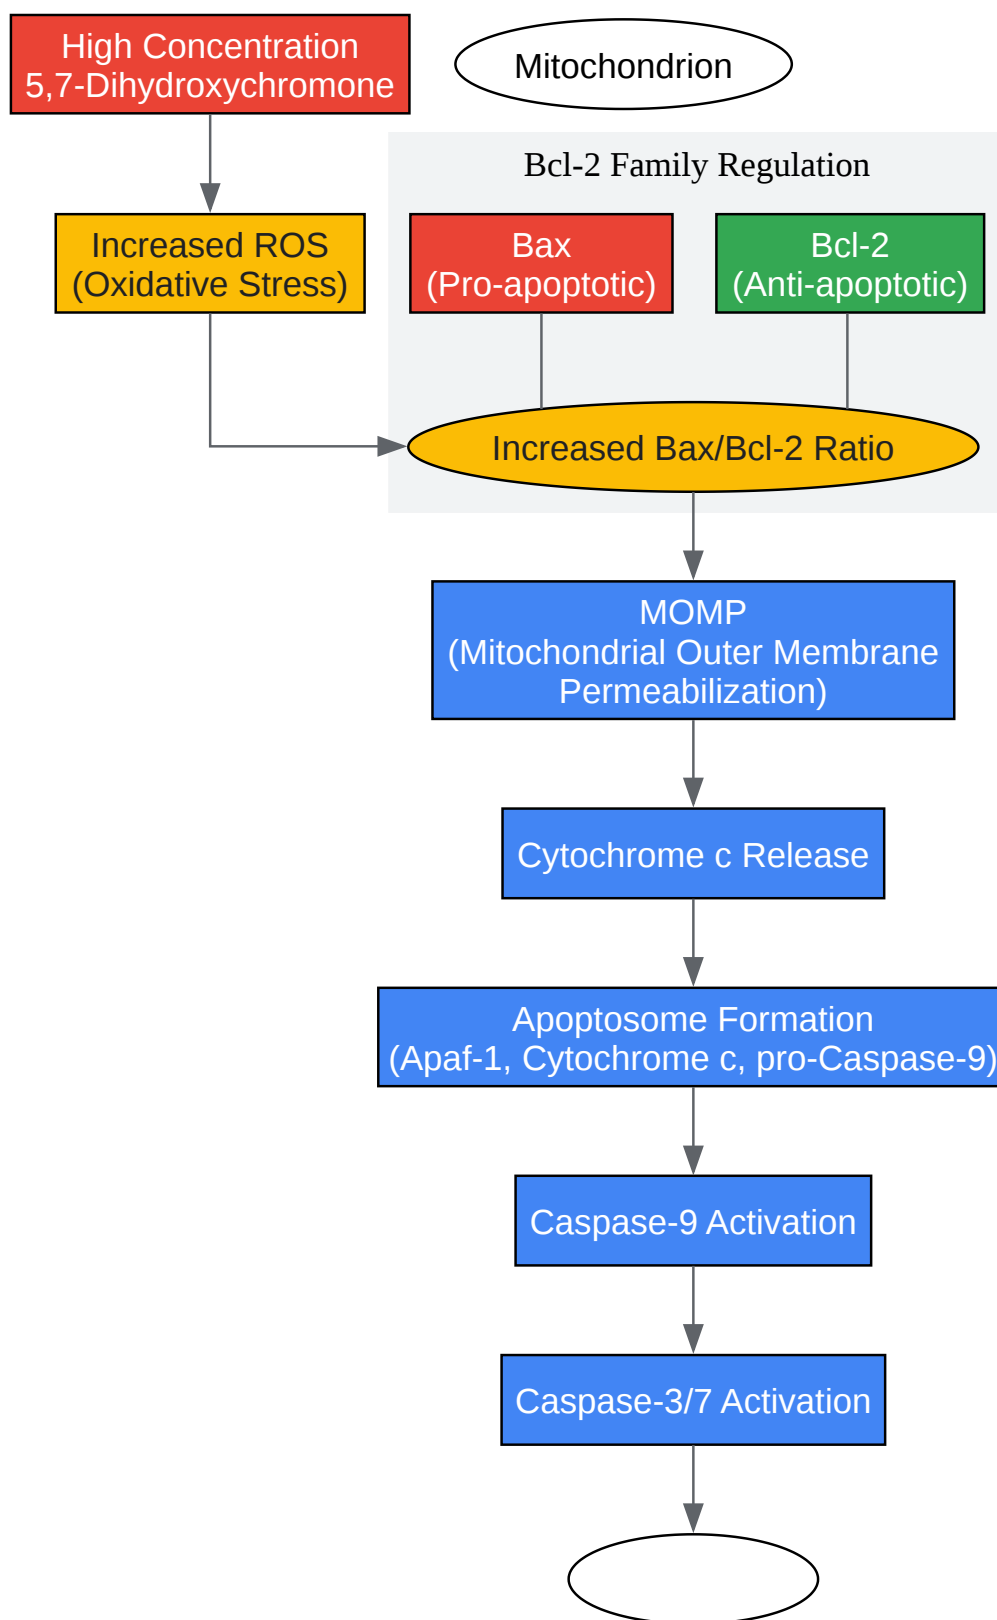 High Concentration
5,7-Dihydroxychromone
Mitochondrion
Bcl-2 Family Regulation
Increased ROS
(Oxidative Stress)
Bax
(Pro-apoptotic)
Bcl-2
(Anti-apoptotic)
Increased Bax/Bcl-2 Ratio
MOMP
(Mitochondrial Outer Membrane
Permeabilization)
Cytochrome c Release
Apoptosome Formation
(Apaf-1, Cytochrome c, pro-Caspase-9)
Caspase-9 Activation
Caspase-3/7 Activation